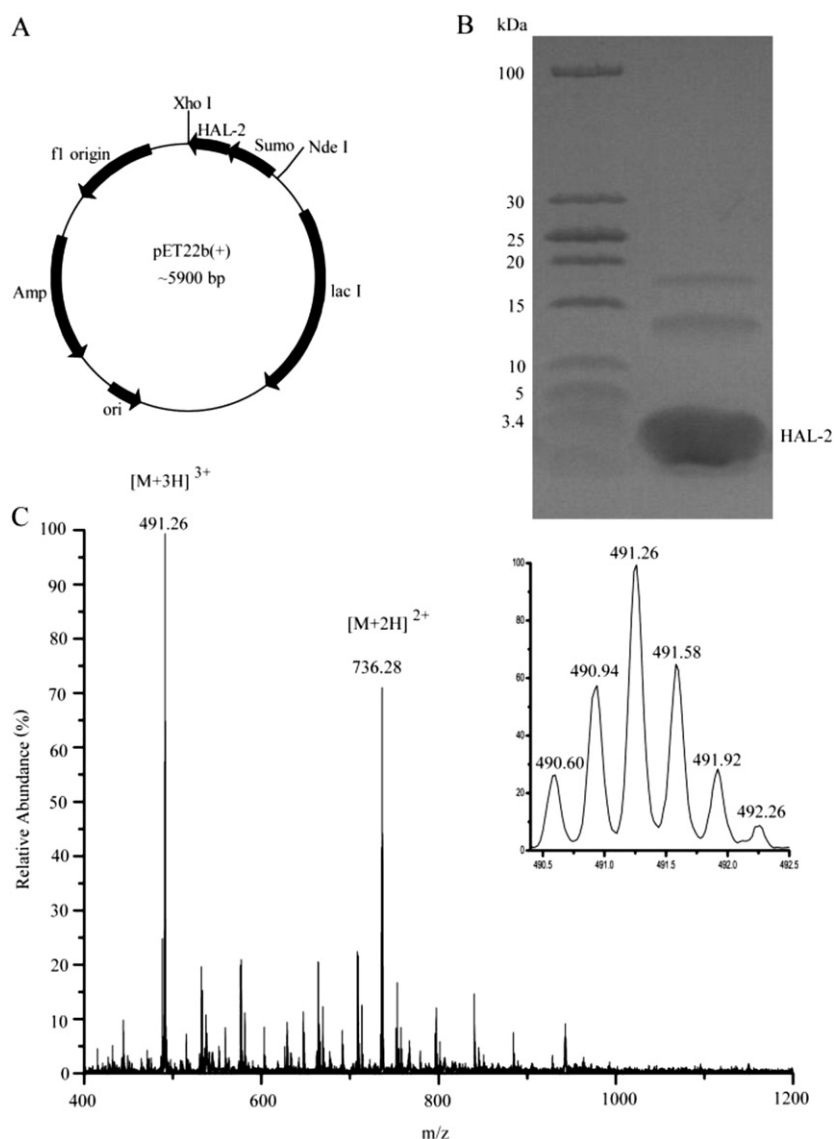 A
Xho I
HAL-2
Sumo
Nde I
f1 origin
pET22b(+)
~5900 bp
Amp
lac I
ori
B
kDa
100
30
25
20
15
10
5
3.4
HAL-2
C
[M+3H] 3+
491.26
[M+2H] 2+
736.28
Relative Abundance (%)
100
90
80
70
60
50
40
30
20
10
0
400
600
800
1000
1200
m/z
491.26
490.94
491.58
490.60
491.92
492.26
100
80
60
40
20
0
490.5
491.0
491.5
492.0
492.5